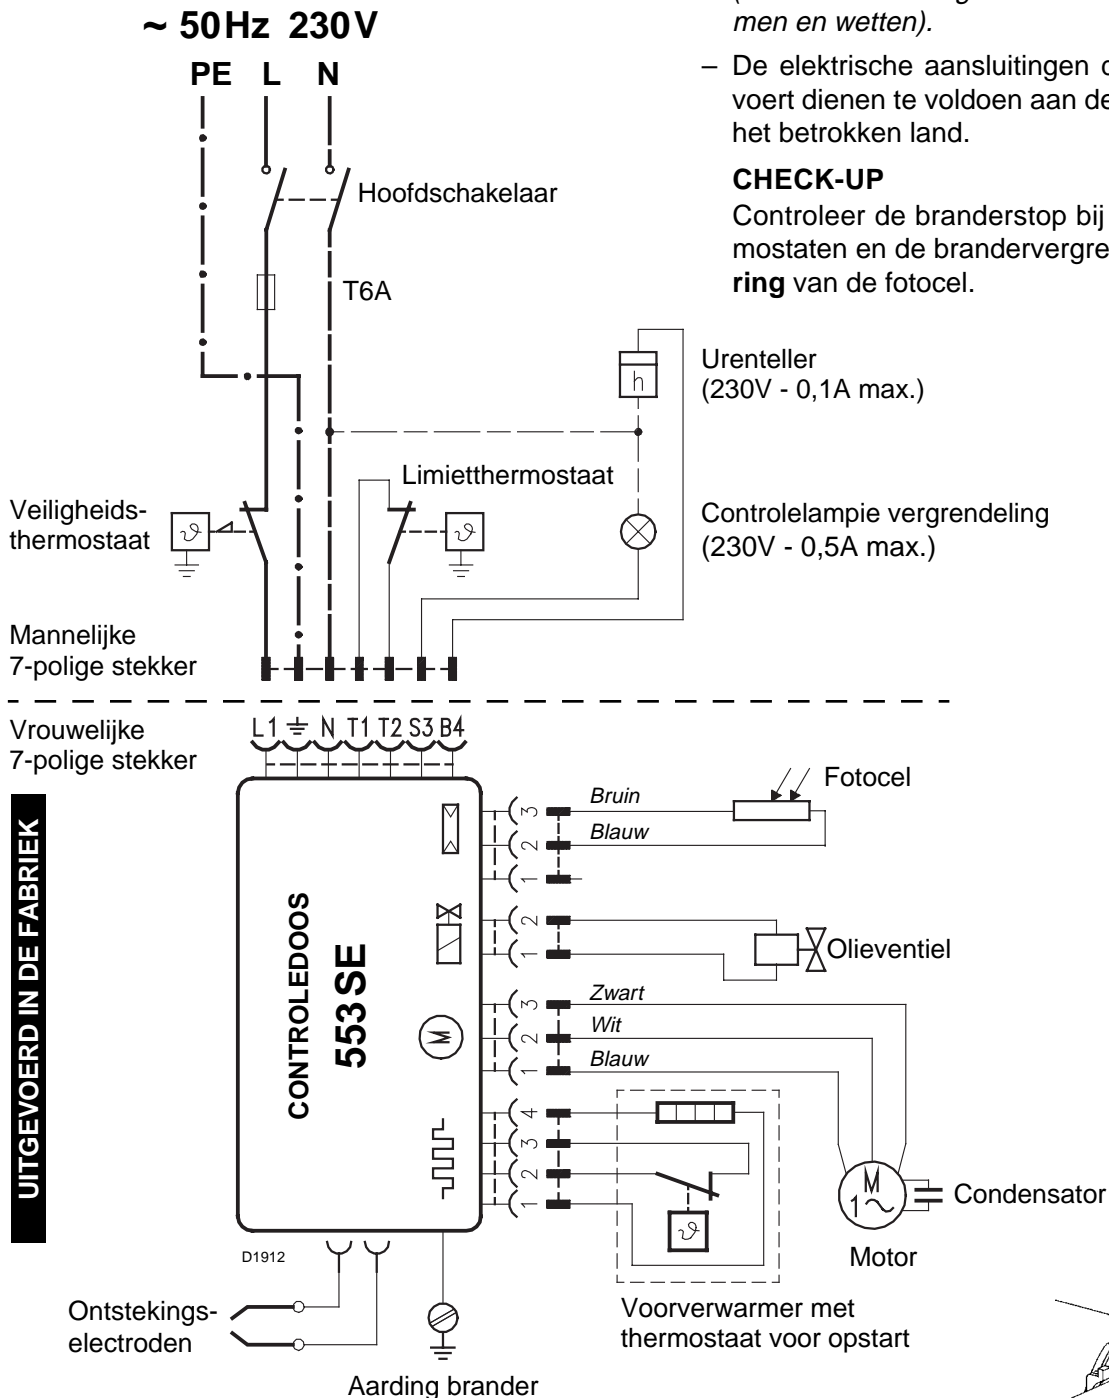 men en wetten).
– De elektrische aansluitingen
voert dienen te voldoen aan de
het betrokken land.
CHECK-UP
Controleer de branderstop bij
mostaten en de brandervergre
ring van de fotocel.
~ 50Hz 230V
PE L N
Hoofdschakelaar
T6A
Urenteller
(230V - 0,1A max.)
h
Limietthermostaat
Veiligheids-
thermostaat
ϑ
ϑ
Controlelampie vergrendeling
(230V - 0,5A max.)
Mannelijke
7-polige stekker
Vrouwelijke
7-polige stekker
L1 N T1 T2 S3 B4
UITGEVOERD IN DE FABRIEK
CONTROLEDOOS
553SE
3 Bruin
2 Blauw
1
Fotocel
2
1
Olieventiel
M
3 Zwart
2 Wit
1 Blauw
4
3
2
1
ϑ
M
1~
Condensator
Motor
D1912
Ontstekings-
electroden
Voorverwarmer met
thermostaat voor opstart
Aarding brander